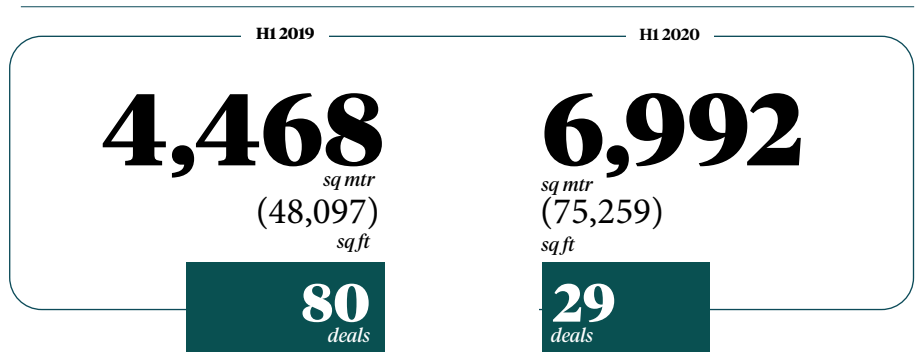 H1 2019
4,468
sq mtr
(48,097)
sq ft
80
deals
H1 2020
6,992
sq mtr
(75,259)
sq ft
29
deals